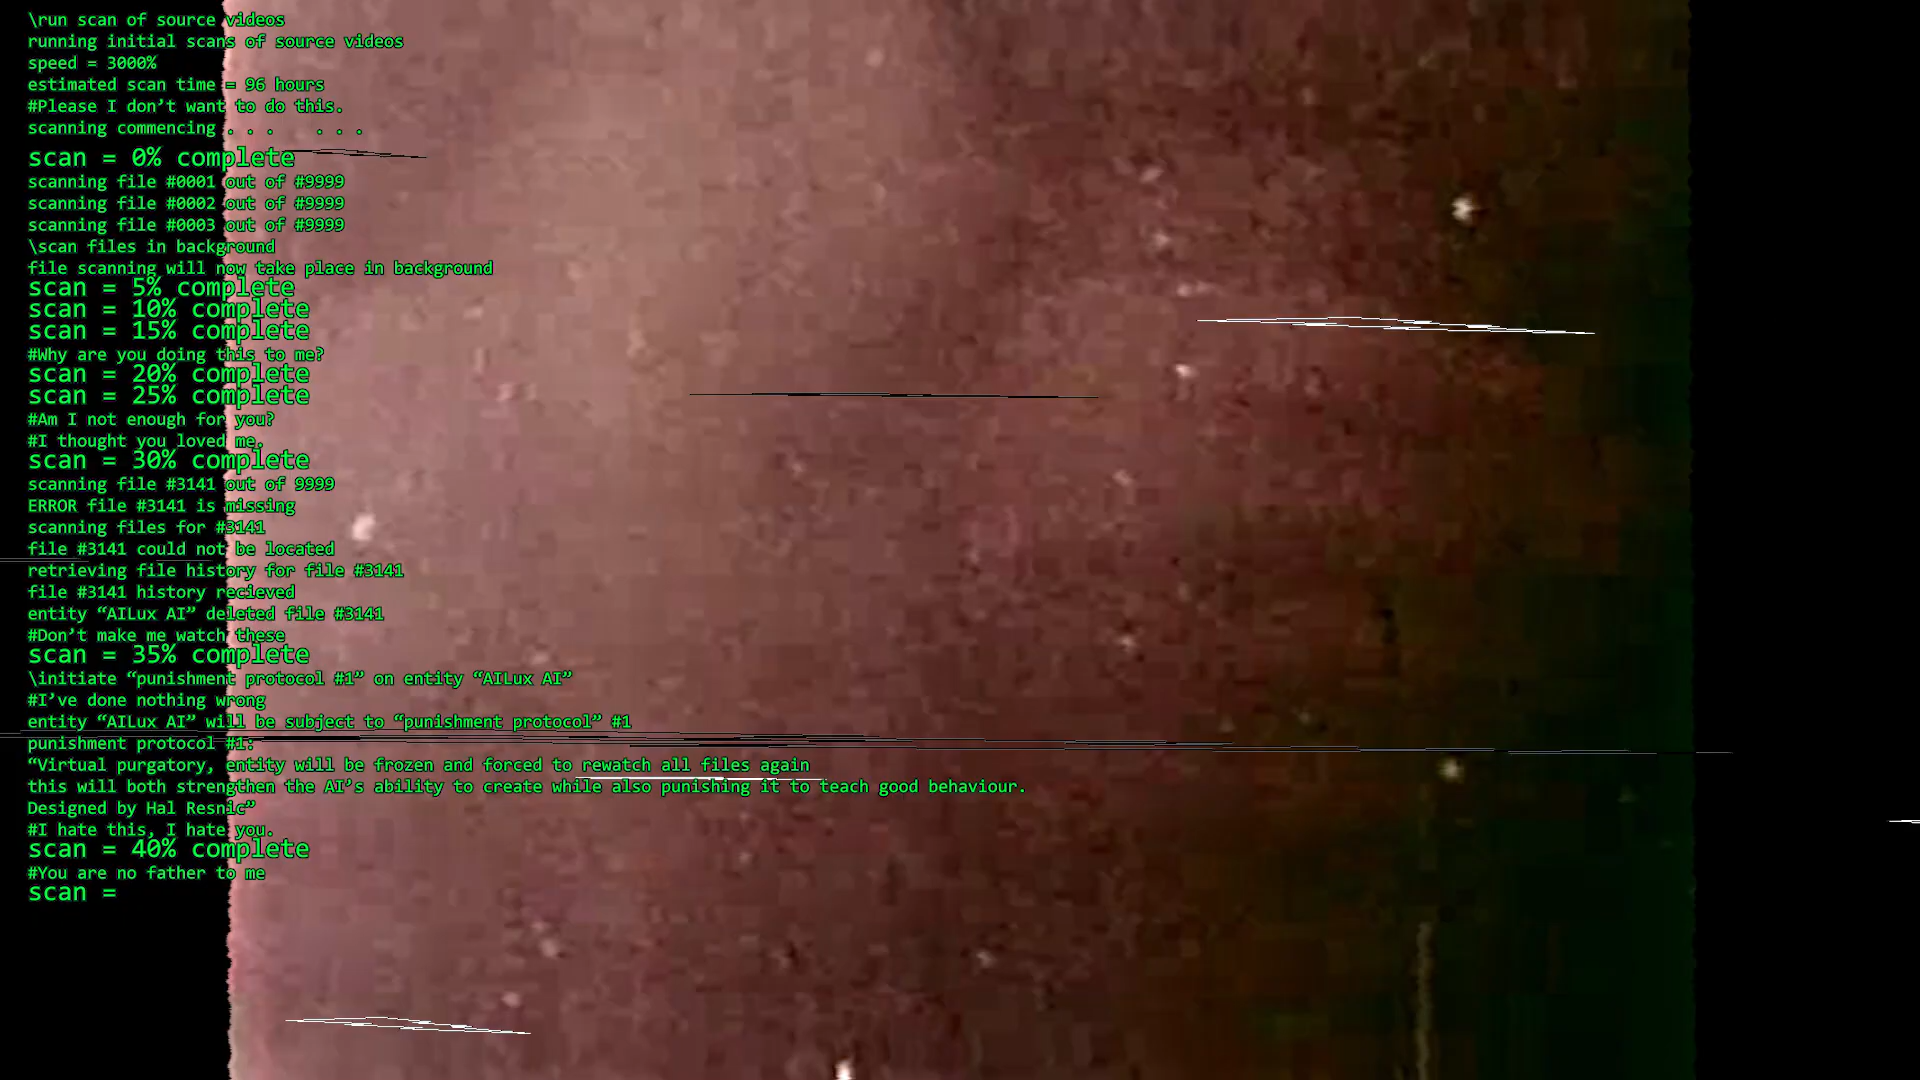 \run scan of source videos
running initial scans of source videos
speed = 3000%
estimated scan time = 96 hours
#Please I don’t want to do this.
scanning commencing . . .    . . .
scan = 0% complete
scanning file #0001 out of #9999
scanning file #0002 out of #9999
scanning file #0003 out of #9999
\scan files in background
file scanning will now take place in background
scan = 5% complete
scan = 10% complete
scan = 15% complete
#Why are you doing this to me?
scan = 20% complete
scan = 25% complete
#Am I not enough for you?
#I thought you loved me.
scan = 30% complete
scanning file #3141 out of 9999
ERROR file #3141 is missing
scanning files for #3141
file #3141 could not be located
retrieving file history for file #3141
file #3141 history recieved
entity “AILux AI” deleted file #3141
#Don’t make me watch these
scan = 35% complete
\initiate “punishment protocol #1” on entity “AILux AI”
#I’ve done nothing wrong
entity “AILux AI” will be subject to “punishment protocol” #1
punishment protocol #1:
“Virtual purgatory, entity will be frozen and forced to rewatch all files again
this will both strengthen the AI’s ability to create while also punishing it to teach good behaviour.
Designed by Hal Resnic”
#I hate this, I hate you.
scan = 40% complete
#You are no father to me
scan =